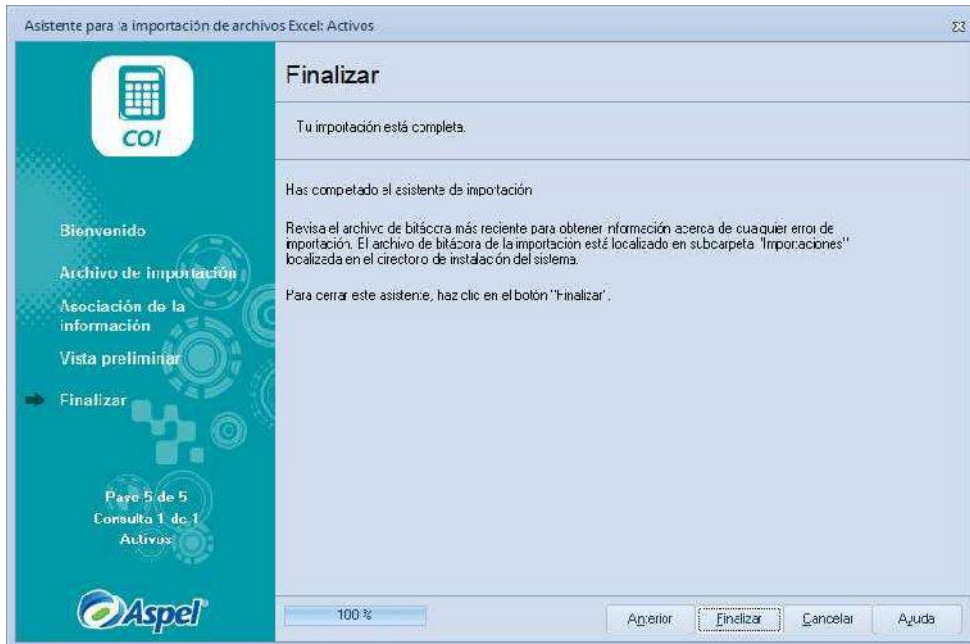 Asistente para la importación de archivos Excel: Activos
COI
Finalizar
Tu importación está completa.
Has completado el asistente de importación
Revisa el archivo de bitácora más reciente para obtener información acerca de cualquier error de
importación. El archivo de bitácora de la importación está localizado en subcarpeta "Importaciones"
localizada en el directorio de instalación del sistema.
Para cerrar este asistente, haz clic en el botón "Finalizar".
Bienvenido
Archivo de importación
Asociación de la
información
Vista preliminar
Finalizar
Paso 5 de 5
Consulta 1 de 1
Activos
Aspel
100 %
Anterior
Finalizar
Cancelar
Ayuda